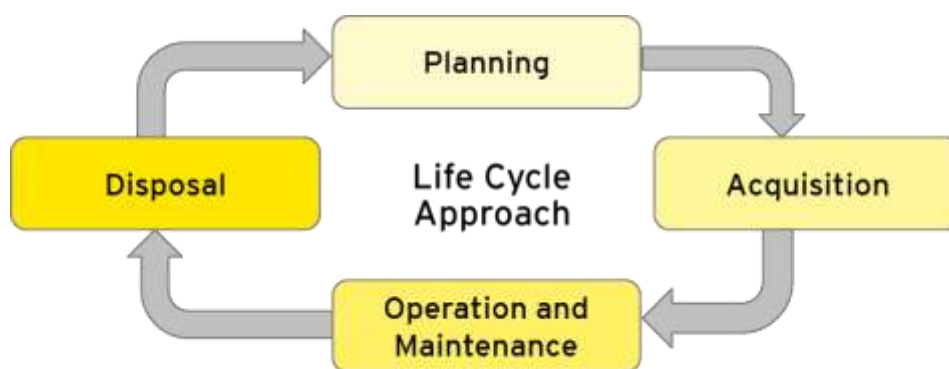 Planning
Disposal
Life Cycle
Approach
Acquisition
Operation and
Maintenance